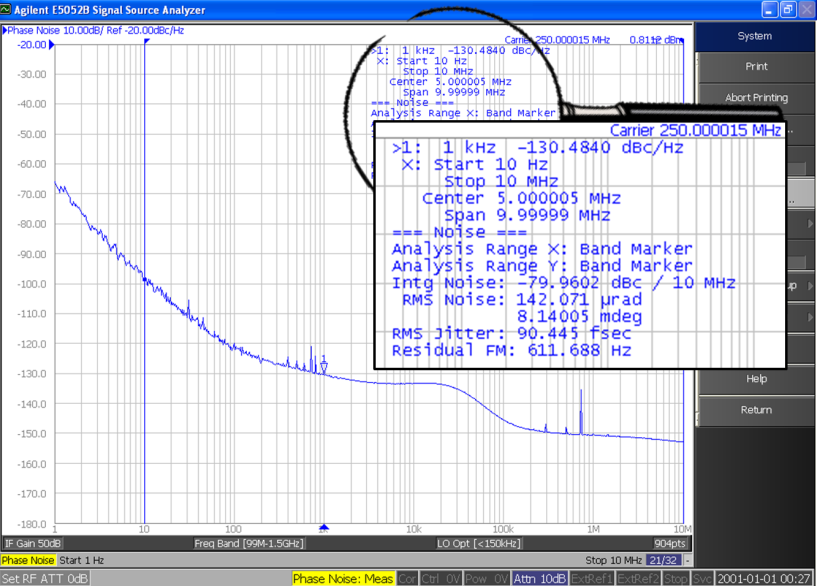 Agilent E5052B Signal Source Analyzer
Phase Noise 10.00dB/ Ref -20.00dBc/Hz
Carrier 250.000015 MHz
>1: 1 kHz -130.4840 dBc/Hz
X: Start 10 Hz
Stop 10 MHz
Center 5.000005 MHz
Span 9.99999 MHz
=== Noise ===
Analysis Range X: Band Marker
Carrier 250.000015 MHz
>1: 1 kHz -130.4840 dBc/Hz
X: Start 10 Hz
Stop 10 MHz
Center 5.000005 MHz
Span 9.99999 MHz
=== Noise ===
Analysis Range X: Band Marker
Analysis Range Y: Band Marker
Intg Noise: -79.9602 dBc / 10 MHz
RMS Noise: 142.071 µrad
8.14005 mdeg
RMS Jitter: 90.445 fsec
Residual FM: 611.688 Hz
-20.00
-30.00
-40.00
-50.00
-60.00
-70.00
-80.00
-90.00
-100.0
-110.0
-120.0
-130.0
-140.0
-150.0
-160.0
-170.0
-180.0
1
1 10 100 1k 10k 100k 1M 10M
System
Print
Abort Printing
Help
Return
IF Gain 50dB Freq Band [99M-1.5GHz] LO Opt [<150kHz] 904pts
Phase Noise Start 1 Hz Stop 10 MHz 21/32
Set RF ATT 0dB Phase Noise: Meas Cor Ctrl 0V Pow 0V Attn 10dB ExtRef1 ExtRef2 Stop Svc 2001-01-01 00:27